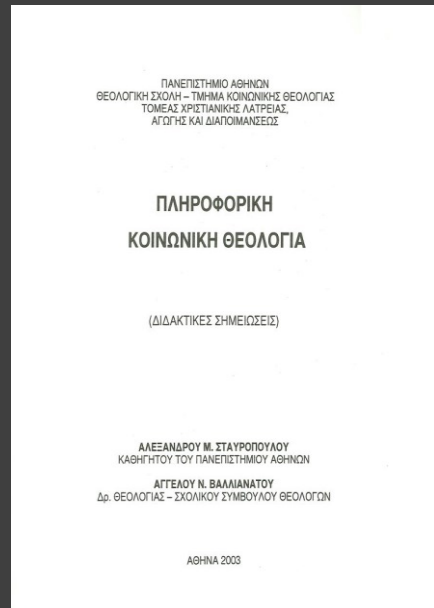 ΠΑΝΕΠΙΣΤΗΜΙΟ ΑΘΗΝΩΝ
ΘΕΟΛΟΓΙΚΗ ΣΧΟΛΗ – ΤΜΗΜΑ ΚΟΙΝΩΝΙΚΗΣ ΘΕΟΛΟΓΙΑΣ
ΤΟΜΕΑΣ ΧΡΙΣΤΙΑΝΙΚΗΣ ΛΑΤΡΕΙΑΣ,
ΑΓΩΓΗΣ ΚΑΙ ΔΙΑΠΟΙΜΑΝΣΕΩΣ
ΠΛΗΡΟΦΟΡΙΚΗ
ΚΟΙΝΩΝΙΚΗ ΘΕΟΛΟΓΙΑ
(ΔΙΔΑΚΤΙΚΕΣ ΣΗΜΕΙΩΣΕΙΣ)
ΑΛΕΞΑΝΔΡΟΥ Μ. ΣΤΑΥΡΟΠΟΥΛΟΥ
ΚΑΘΗΓΗΤΟΥ ΤΟΥ ΠΑΝΕΠΙΣΤΗΜΙΟΥ ΑΘΗΝΩΝ
ΑΓΓΕΛΟΥ Ν. ΒΑΛΛΙΑΝΑΤΟΥ
Δρ. ΘΕΟΛΟΓΙΑΣ – ΣΧΟΛΙΚΟΥ ΣΥΜΒΟΥΛΟΥ ΘΕΟΛΟΓΩΝ
ΑΘΗΝΑ 2003